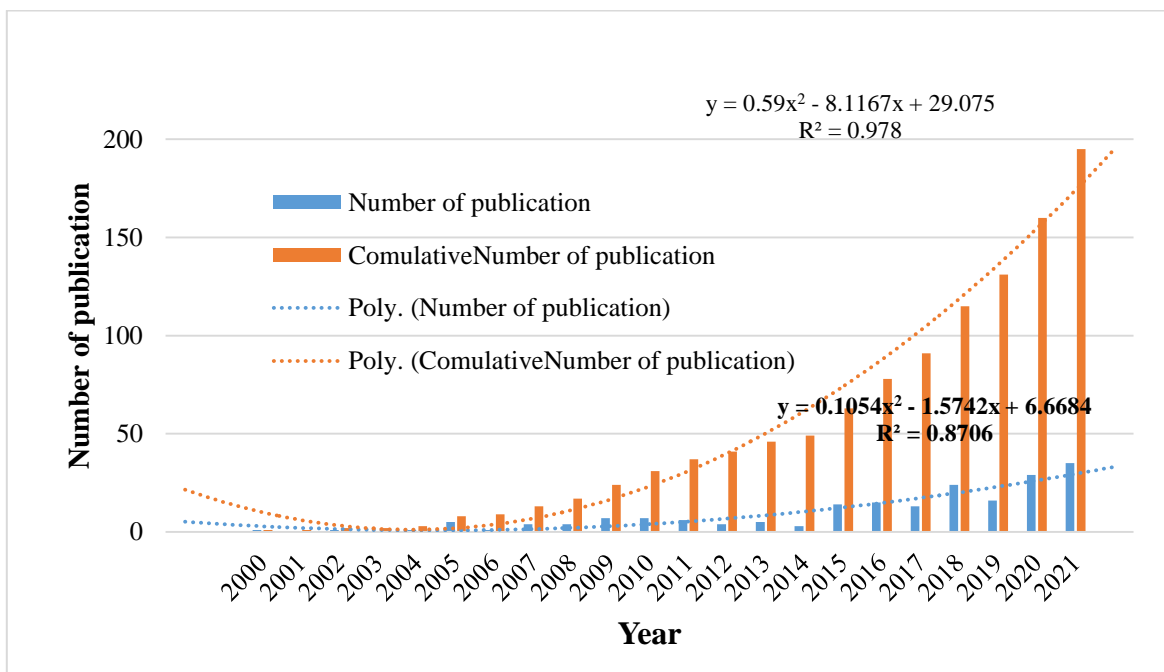 y = 0.59x² - 8.1167x + 29.075
R² = 0.978
200
150
100
50
0
Number of publication
Number of publication
ComulativeNumber of publication
Poly. (Number of publication)
Poly. (ComulativeNumber of publication)
y = 0.1054x² - 1.5742x + 6.6684
R² = 0.8706
2000
2001
2002
2003
2004
2005
2006
2007
2008
2009
2010
2011
2012
2013
2014
2015
2016
2017
2018
2019
2020
2021
Year